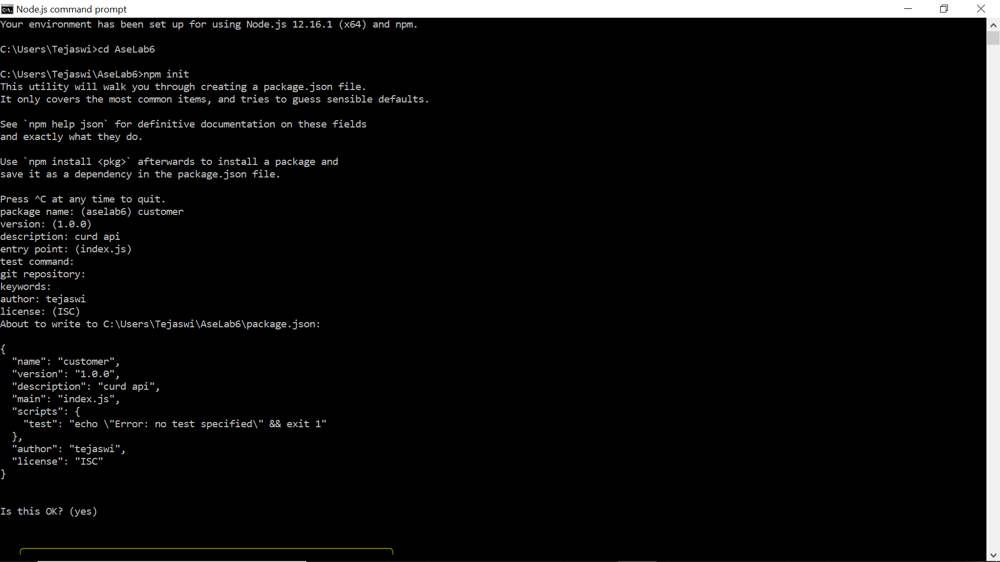 Node.js command prompt
Your environment has been set up for using Node.js 12.16.1 (x64) and npm.
C:\Users\Tejaswi>cd AseLab6
C:\Users\Tejaswi\AseLab6>npm init
This utility will walk you through creating a package.json file.
It only covers the most common items, and tries to guess sensible defaults.
See `npm help json` for definitive documentation on these fields
and exactly what they do.
Use `npm install <pkg>` afterwards to install a package and
save it as a dependency in the package.json file.
Press ^C at any time to quit.
package name: (aselab6) customer
version: (1.0.0)
description: curd api
entry point: (index.js)
test command:
git repository:
keywords:
author: tejaswi
license: (ISC)
About to write to C:\Users\Tejaswi\AseLab6\package.json:
{
  "name": "customer",
  "version": "1.0.0",
  "description": "curd api",
  "main": "index.js",
  "scripts": {
    "test": "echo \"Error: no test specified\" && exit 1"
  },
  "author": "tejaswi",
  "license": "ISC"
}
Is this OK? (yes)